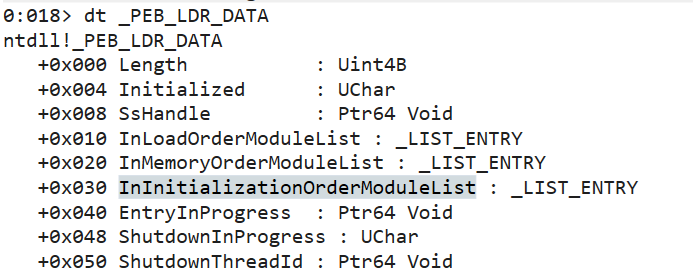 0:018> dt _PEB_LDR_DATA
ntdll!_PEB_LDR_DATA
   +0x000 Length           : Uint4B
   +0x004 Initialized      : UChar
   +0x008 SsHandle         : Ptr64 Void
   +0x010 InLoadOrderModuleList : _LIST_ENTRY
   +0x020 InMemoryOrderModuleList : _LIST_ENTRY
   +0x030 InInitializationOrderModuleList : _LIST_ENTRY
   +0x040 EntryInProgress  : Ptr64 Void
   +0x048 ShutdownInProgress : UChar
   +0x050 ShutdownThreadId : Ptr64 Void